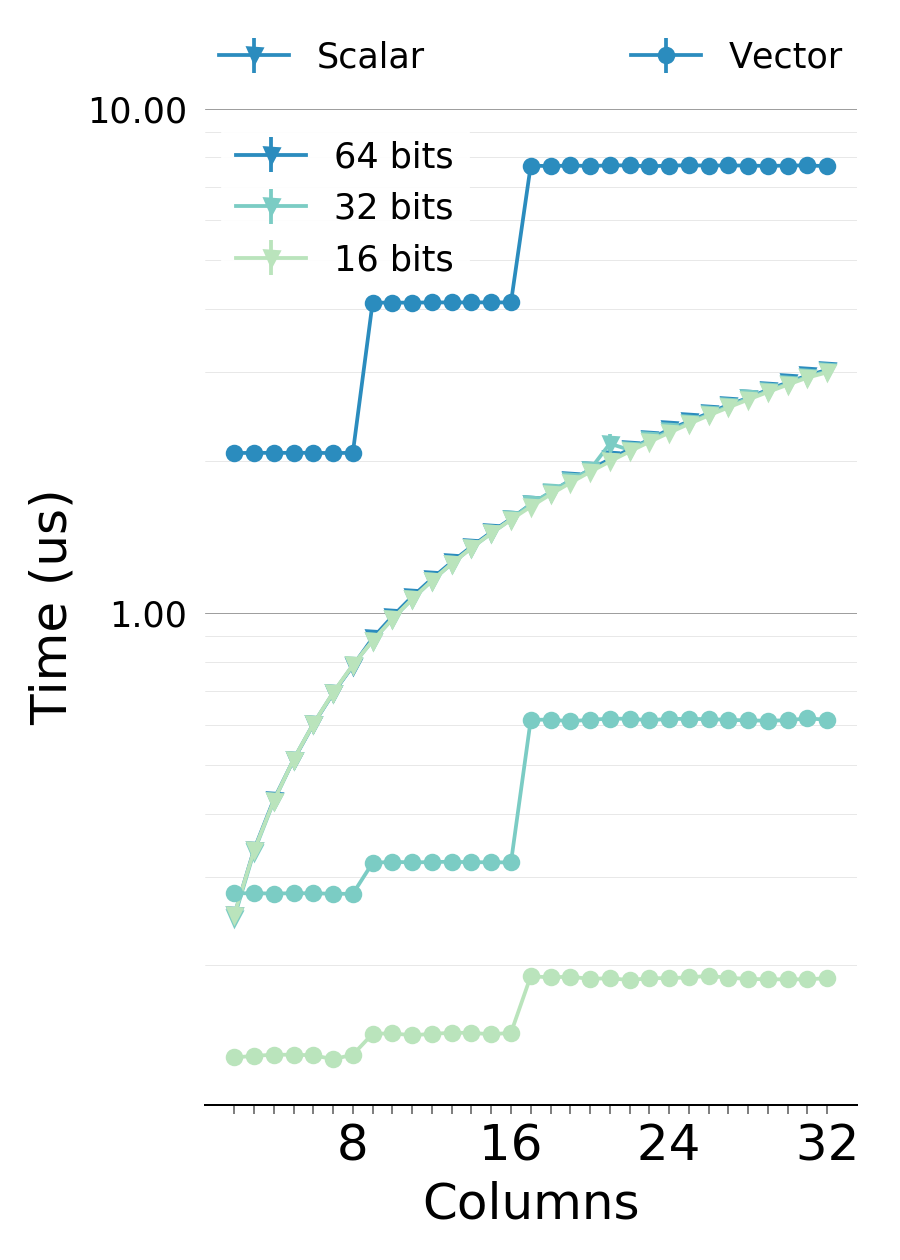 Scalar Vector
10.00
64 bits
32 bits
16 bits
1.00
Time (us)
8 16 24 32
Columns